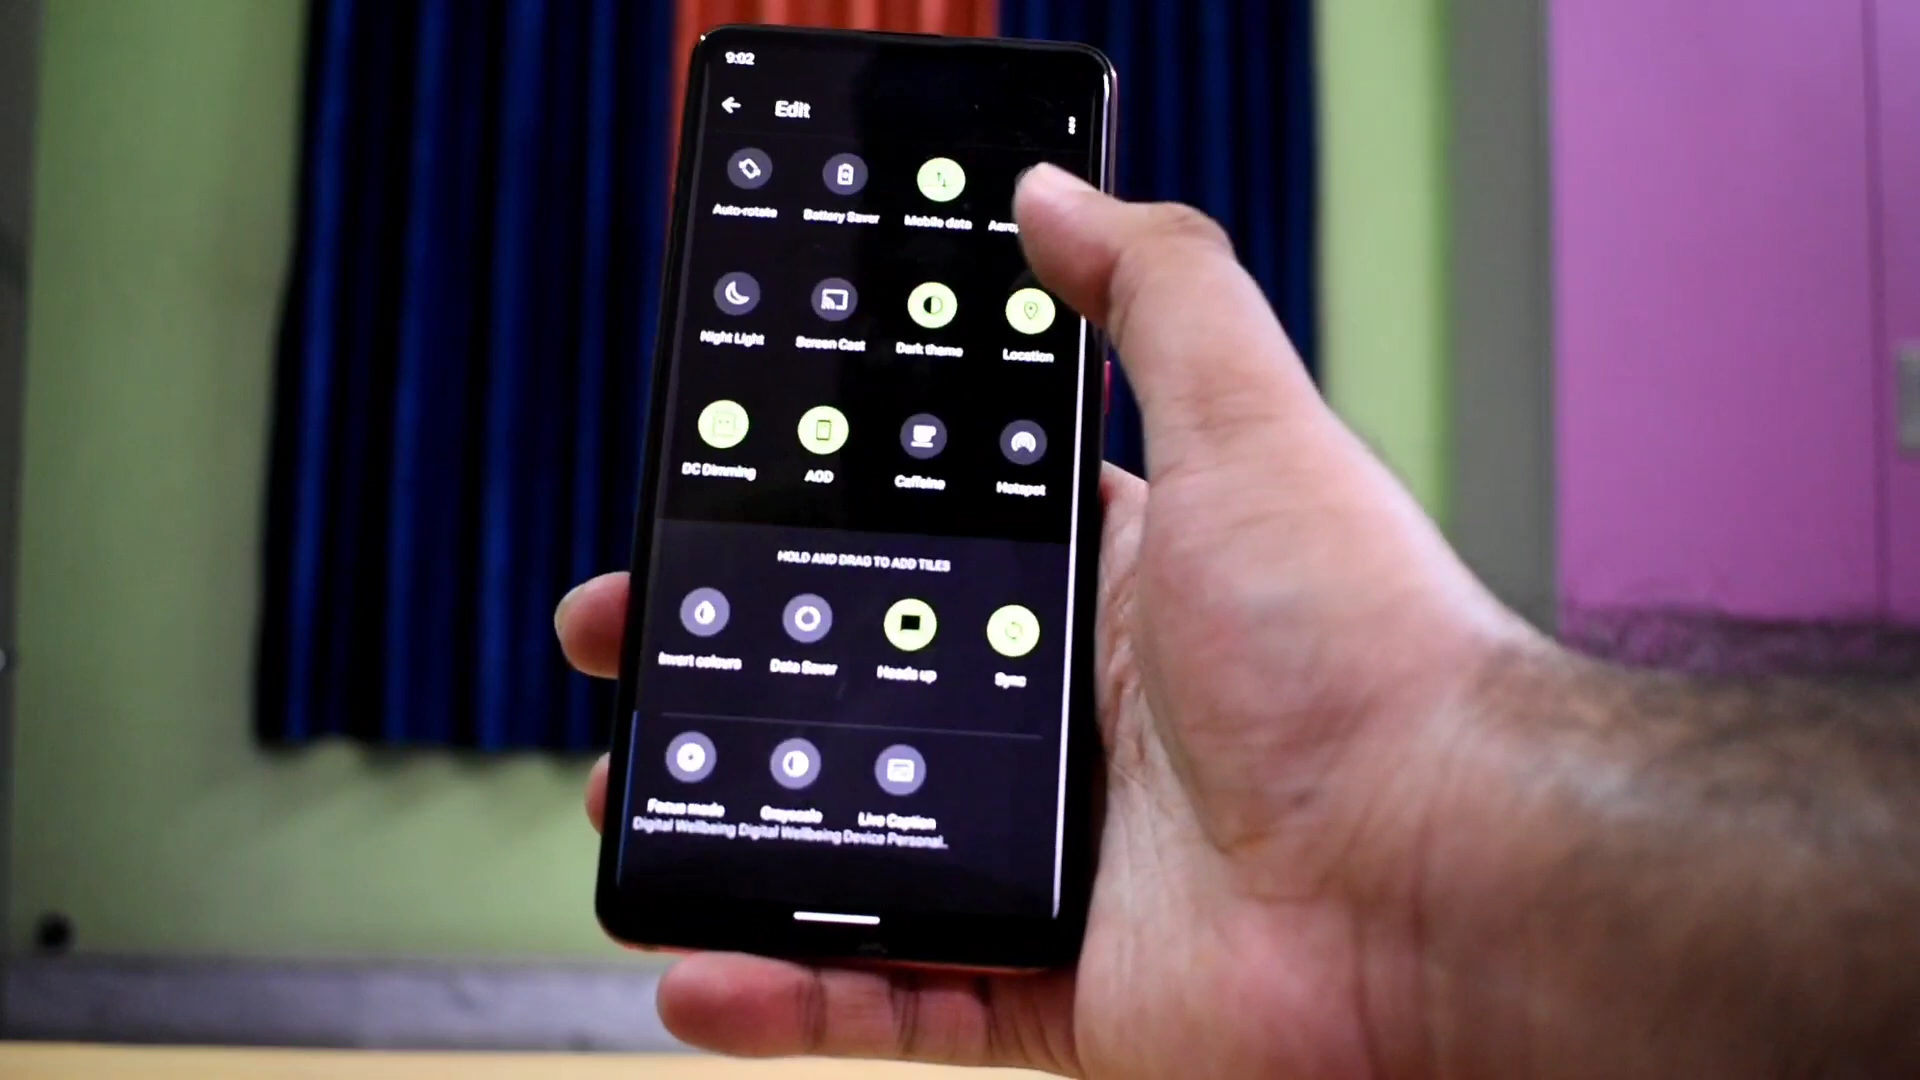 9:02
Edit
Auto-rotate Battery Saver Mobile data
Night Light Screen Cast Dark theme Location
DC Dimming AOD Caffeine Hotspot
HOLD AND DRAG TO ADD TILES
Invert colours Data Saver Heads up Sync
Focus mode Grayscale Live Caption
Digital Wellbeing Digital Wellbeing Device Personal..